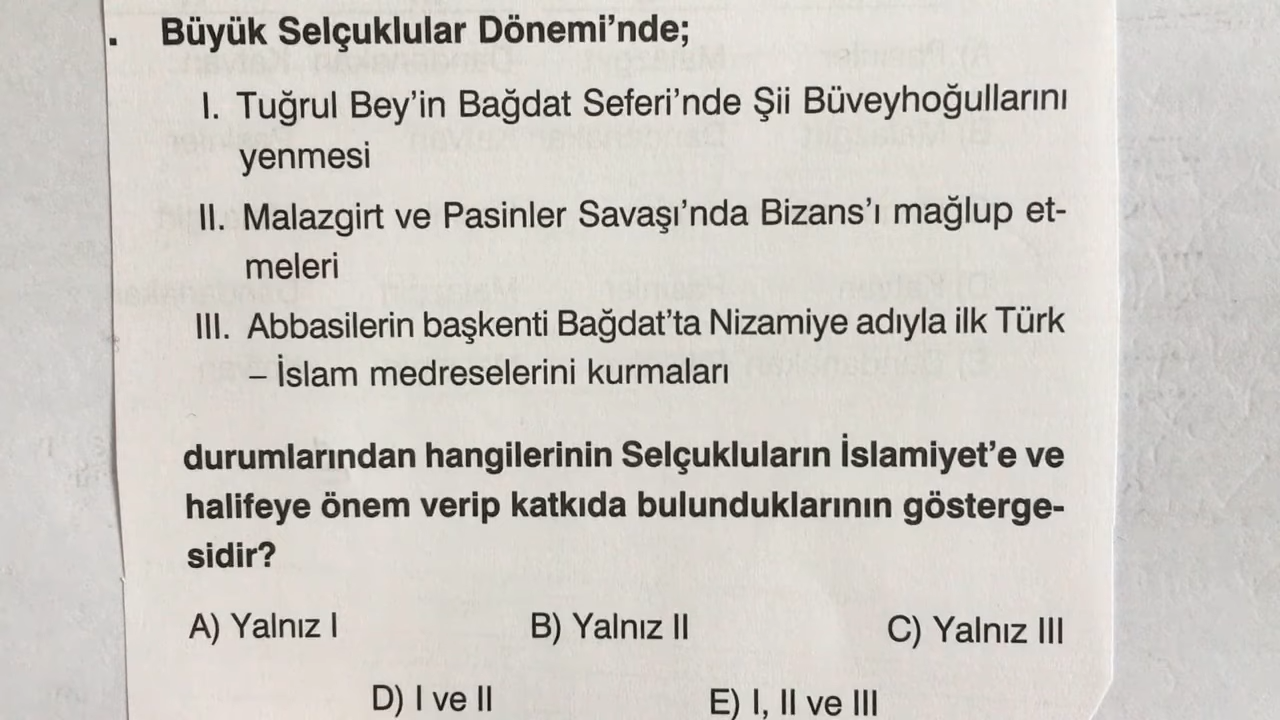 . Büyük Selçuklular Dönemi’nde;
I. Tuğrul Bey’in Bağdat Seferi’nde Şii Büveyhoğullarını
yenmesi
II. Malazgirt ve Pasinler Savaşı’nda Bizans’ı mağlup et-
meleri
III. Abbasilerin başkenti Bağdat’ta Nizamiye adıyla ilk Türk
– İslam medreselerini kurmaları
durumlarından hangilerinin Selçukluların İslamiyet’e ve
halifeye önem verip katkıda bulunduklarının gösterge-
sidir?
A) Yalnız I B) Yalnız II C) Yalnız III
D) I ve II E) I, II ve III